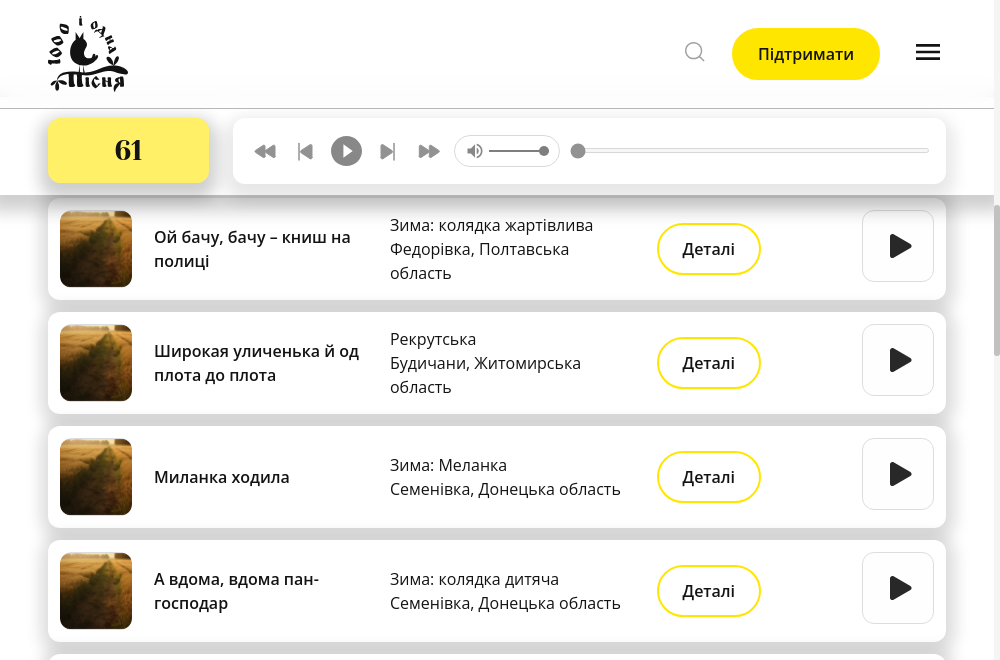 1000 і одна
Пісня
Підтримати
61
Ой бачу, бачу – книш на
полиці
Зима: колядка жартівлива
Федорівка, Полтавська
область
Деталі
Широкая уличенька й од
плота до плота
Рекрутська
Будичани, Житомирська
область
Деталі
Миланка ходила
Зима: Меланка
Семенівка, Донецька область
Деталі
А вдома, вдома пан-
господар
Зима: колядка дитяча
Семенівка, Донецька область
Деталі